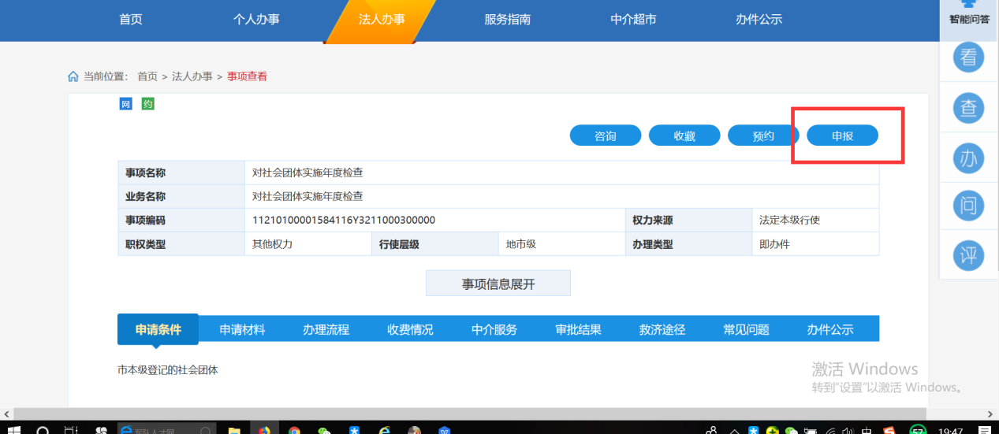 首页 个人办事 法人办事 服务指南 中介超市 办件公示
智能问答
看
查
办
问
评
当前位置： 首页 > 法人办事 > 事项查看
网 约
咨询 收藏 预约 申报
事项名称 对社会团体实施年度检查
业务名称 对社会团体实施年度检查
事项编码 11210100001584116Y3211000300000 权力来源 法定本级行使
职权类型 其他权力 行使层级 地市级 办理类型 即办件
事项信息展开
申请条件 申请材料 办理流程 收费情况 中介服务 审批结果 救济途径 常见问题 办件公示
市本级登记的社会团体
激活 Windows
转到"设置"以激活 Windows。
中 57 19:47